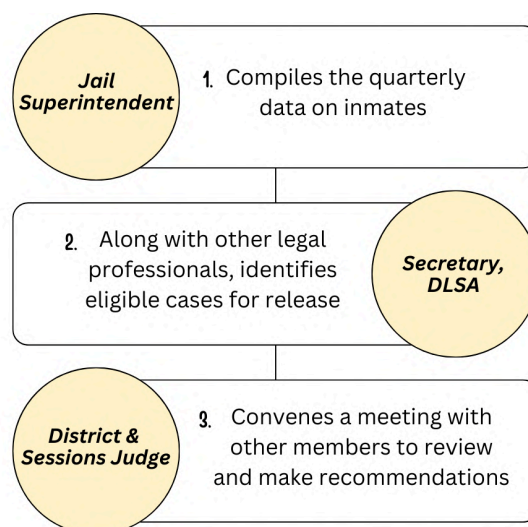 Jail
Superintendent
1. Compiles the quarterly
data on inmates
2. Along with other legal
professionals, identifies
eligible cases for release
Secretary,
DLSA
District &
Sessions Judge
3. Convenes a meeting with
other members to review
and make recommendations